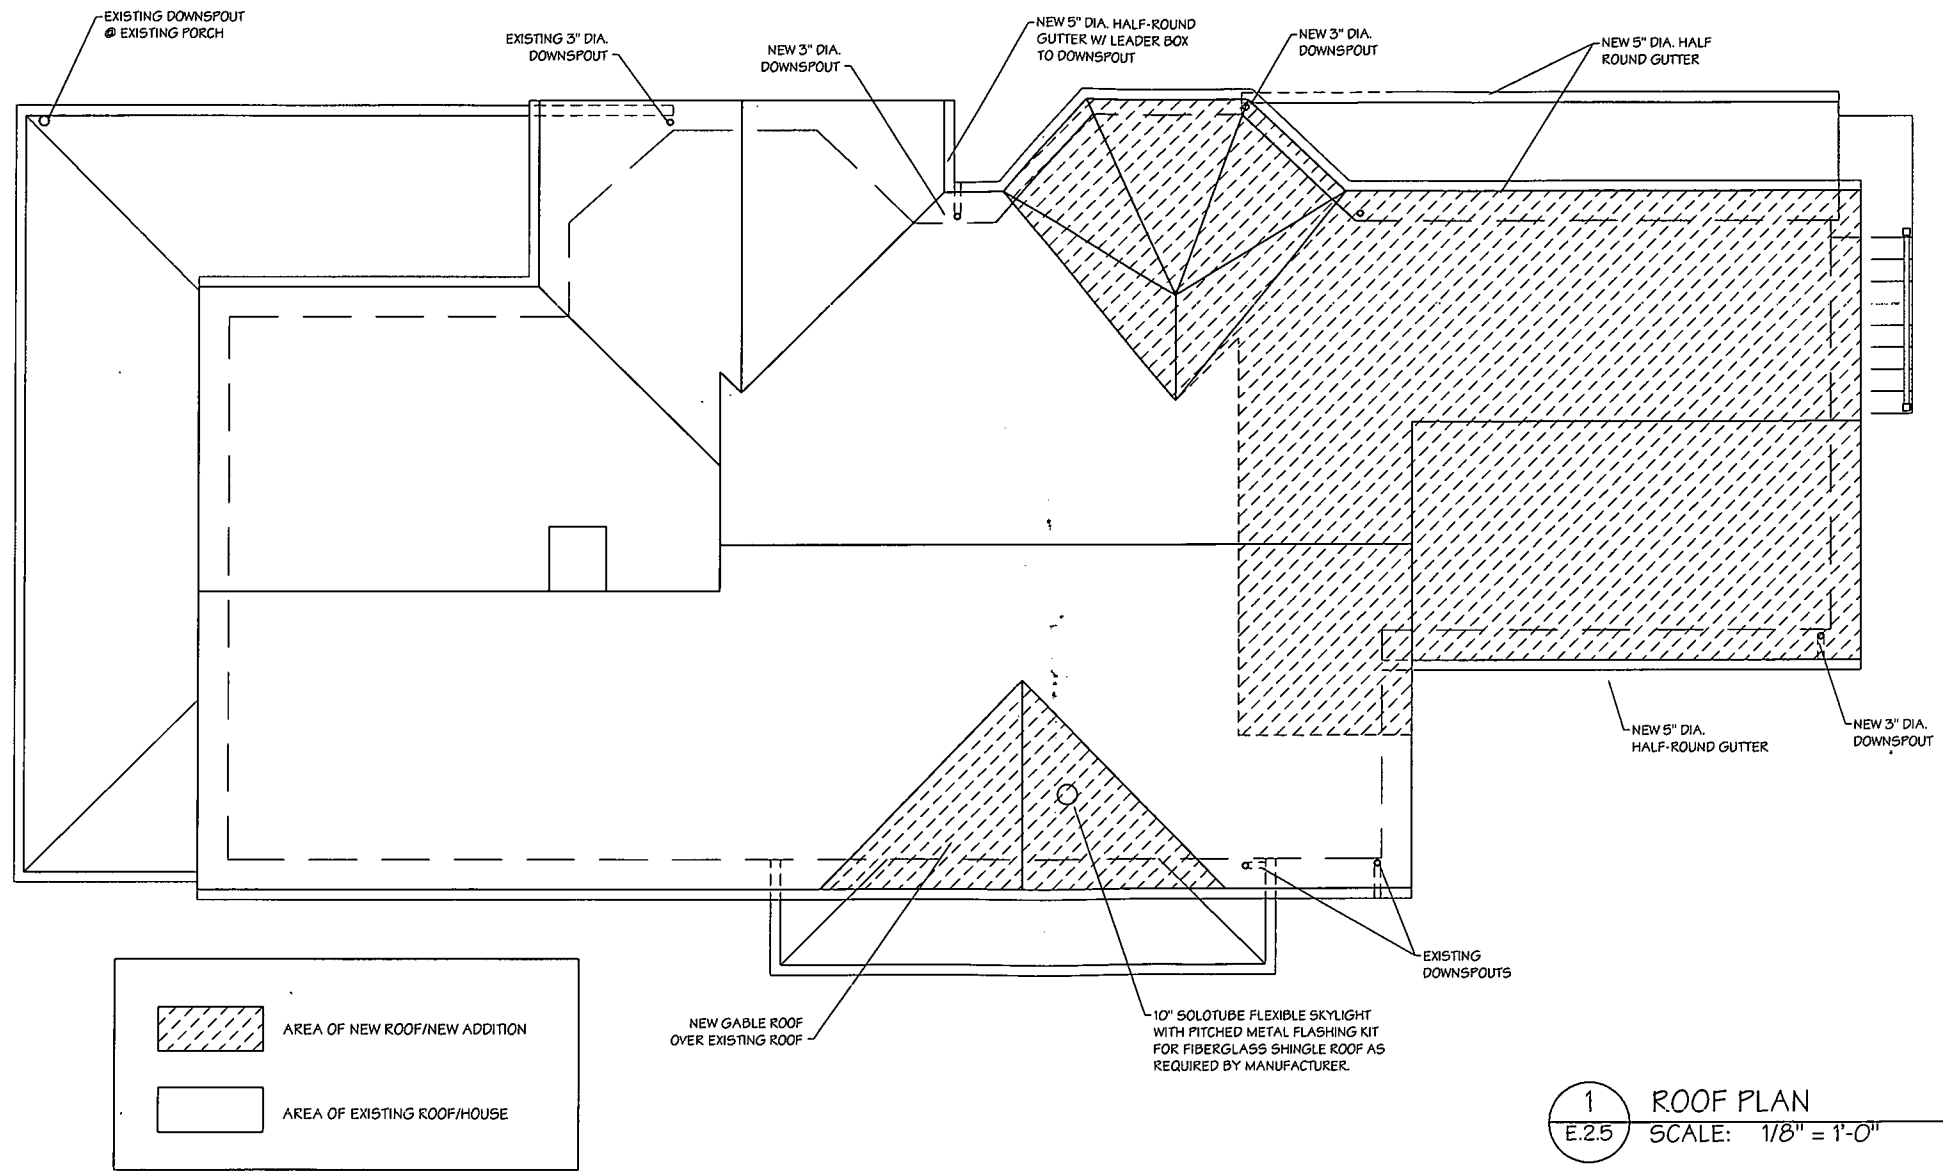 EXISTING DOWNSPOUT
@ EXISTING PORCH
EXISTING 3" DIA.
DOWNSPOUT
NEW 3" DIA.
DOWNSPOUT
NEW 5" DIA. HALF-ROUND
GUTTER W/ LEADER BOX
TO DOWNSPOUT
NEW 3" DIA.
DOWNSPOUT
NEW 5" DIA. HALF
ROUND GUTTER
NEW 5" DIA.
HALF-ROUND GUTTER
NEW 3" DIA.
DOWNSPOUT
EXISTING
DOWNSPOUTS
NEW GABLE ROOF
OVER EXISTING ROOF
10" SOLOTUBE FLEXIBLE SKYLIGHT
WITH PITCHED METAL FLASHING KIT
FOR FIBERGLASS SHINGLE ROOF AS
REQUIRED BY MANUFACTURER.
AREA OF NEW ROOF/NEW ADDITION
AREA OF EXISTING ROOF/HOUSE
1
E.2.5
ROOF PLAN
SCALE: 1/8" = 1'-0"